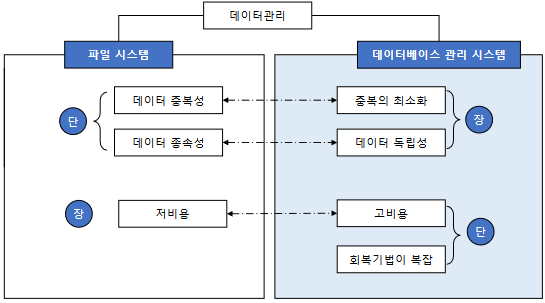 데이터관리
파일 시스템
데이터베이스 관리 시스템
단
데이터 중복성
중복의 최소화
장
데이터 종속성
데이터 독립성
장
저비용
고비용
단
회복기법이 복잡